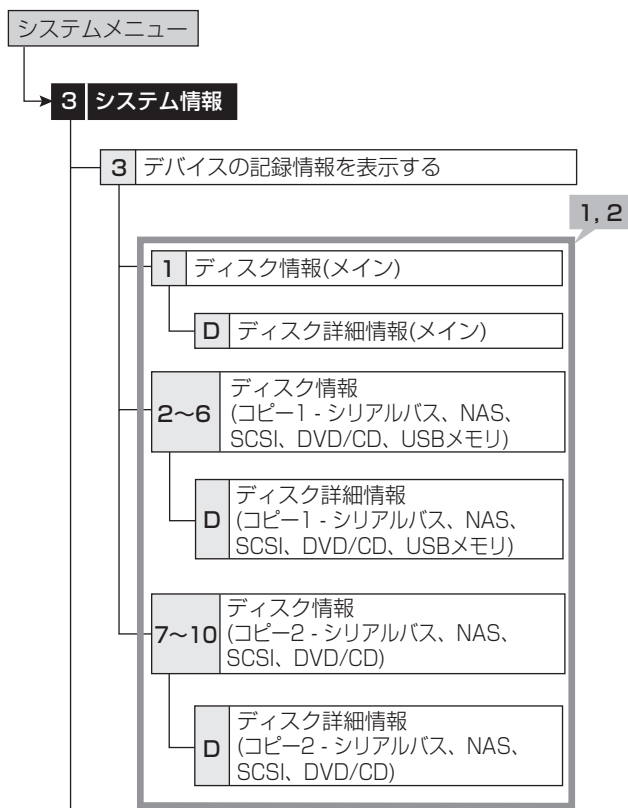 システムメニュー
3 システム情報
3 デバイスの記録情報を表示する
1, 2
1 ディスク情報(メイン)
D ディスク詳細情報(メイン)
2～6 ディスク情報
(コピー1 - シリアルバス、NAS、
SCSI、DVD/CD、USBメモリ)
D ディスク詳細情報
(コピー1 - シリアルバス、NAS、
SCSI、DVD/CD、USBメモリ)
7～10 ディスク情報
(コピー2 - シリアルバス、NAS、
SCSI、DVD/CD)
D ディスク詳細情報
(コピー2 - シリアルバス、NAS、
SCSI、DVD/CD)